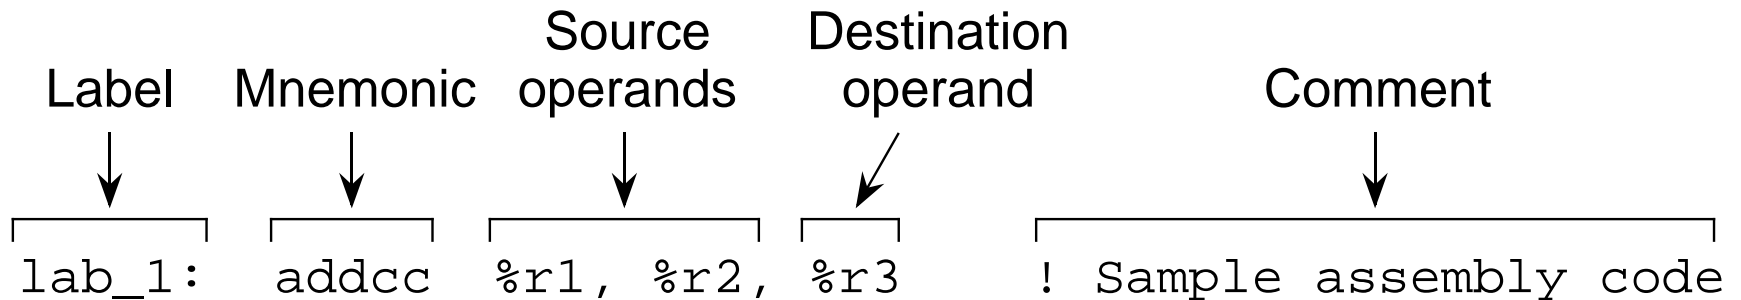 Source Destination
Label Mnemonic operands operand Comment
lab_1: addcc %r1, %r2, %r3 ! Sample assembly code